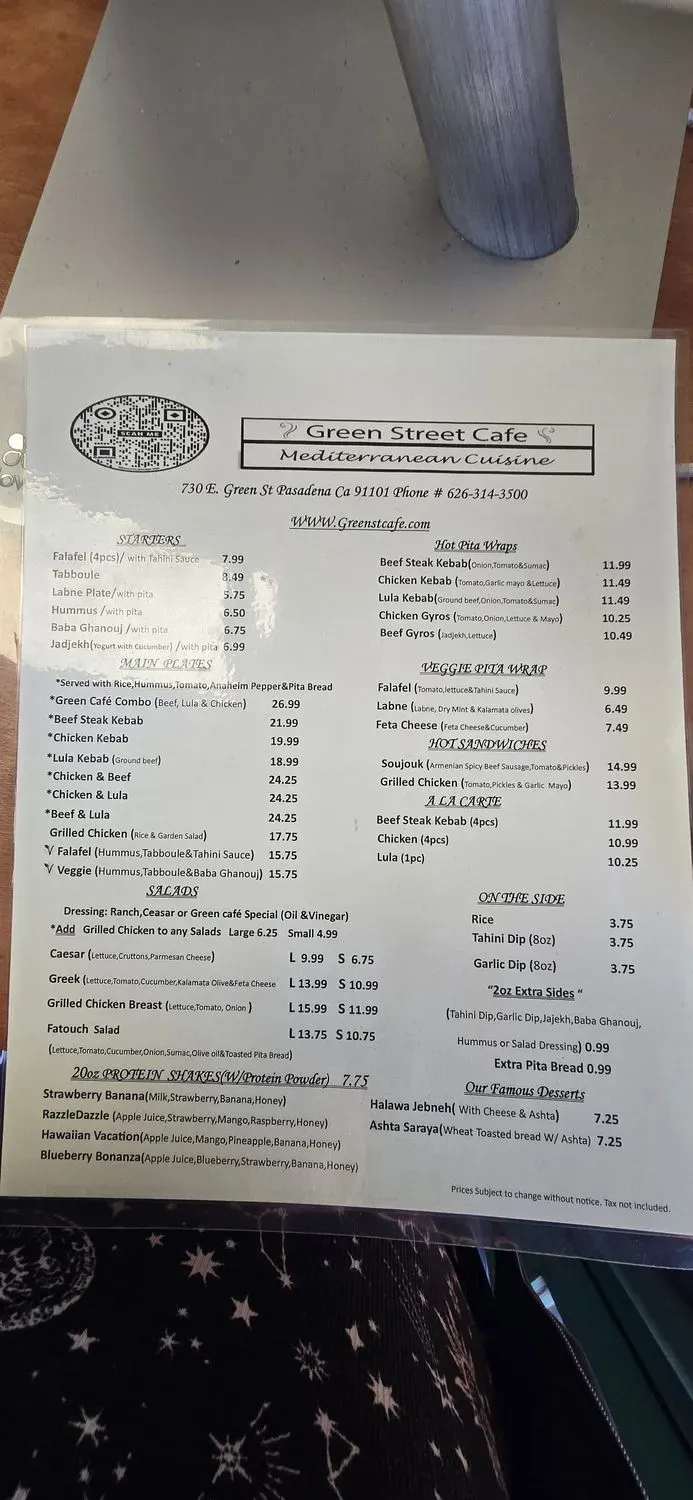 SCAN ME
Green Street Cafe
Mediterranean Cuisine
730 E. Green St Pasadena Ca 91101 Phone # 626-314-3500
WWW.Greenstcafe.com
STARTERS
Falafel (4pcs)/ with Tahini Sauce 7.99
Tabboule 8.49
Labne Plate/with pita 5.75
Hummus /with pita 6.50
Baba Ghanouj /with pita 6.75
Jadjekh(Yogurt with Cucumber) /with pita 6.99
MAIN PLATES
*Served with Rice,Hummus,Tomato,Anaheim Pepper&Pita Bread
*Green Café Combo (Beef, Lula & Chicken) 26.99
*Beef Steak Kebab 21.99
*Chicken Kebab 19.99
*Lula Kebab (Ground beef) 18.99
*Chicken & Beef 24.25
*Chicken & Lula 24.25
*Beef & Lula 24.25
Grilled Chicken (Rice & Garden Salad) 17.75
V Falafel (Hummus,Tabboule&Tahini Sauce) 15.75
V Veggie (Hummus,Tabboule&Baba Ghanouj) 15.75
SALADS
Dressing: Ranch,Ceasar or Green café Special (Oil &Vinegar)
*Add Grilled Chicken to any Salads Large 6.25 Small 4.99
Caesar (Lettuce,Cruttons,Parmesan Cheese) L 9.99 S 6.75
Greek (Lettuce,Tomato,Cucumber,Kalamata Olive&Feta Cheese L 13.99 S 10.99
Grilled Chicken Breast (Lettuce,Tomato, Onion ) L 15.99 S 11.99
Fatouch Salad L 13.75 S 10.75
(Lettuce,Tomato,Cucumber,Onion,Sumac,Olive oil&Toasted Pita Bread)
20oz PROTEIN SHAKES(W/Protein Powder) 7.75
Strawberry Banana(Milk,Strawberry,Banana,Honey)
RazzleDazzle (Apple Juice,Strawberry,Mango,Raspberry,Honey)
Hawaiian Vacation(Apple Juice,Mango,Pineapple,Banana,Honey)
Blueberry Bonanza(Apple Juice,Blueberry,Strawberry,Banana,Honey)
Hot Pita Wraps
Beef Steak Kebab(Onion,Tomato&Sumac) 11.99
Chicken Kebab (Tomato,Garlic mayo &Lettuce) 11.49
Lula Kebab(Ground beef,Onion,Tomato&Sumac) 11.49
Chicken Gyros (Tomato,Onion,Lettuce & Mayo) 10.25
Beef Gyros (Jadjekh,Lettuce) 10.49
VEGGIE PITA WRAP
Falafel (Tomato,lettuce&Tahini Sauce) 9.99
Labne (Labne, Dry Mint & Kalamata olives) 6.49
Feta Cheese (Feta Cheese&Cucumber) 7.49
HOT SANDWICHES
Soujouk (Armenian Spicy Beef Sausage,Tomato&Pickles) 14.99
Grilled Chicken (Tomato,Pickles & Garlic Mayo) 13.99
A LA CARTE
Beef Steak Kebab (4pcs) 11.99
Chicken (4pcs) 10.99
Lula (1pc) 10.25
ON THE SIDE
Rice 3.75
Tahini Dip (8oz) 3.75
Garlic Dip (8oz) 3.75
"2oz Extra Sides "
(Tahini Dip,Garlic Dip,Jajekh,Baba Ghanouj,
Hummus or Salad Dressing) 0.99
Extra Pita Bread 0.99
Our Famous Desserts
Halawa Jebneh( With Cheese & Ashta) 7.25
Ashta Saraya(Wheat Toasted bread W/ Ashta) 7.25
Prices Subject to change without notice. Tax not included.